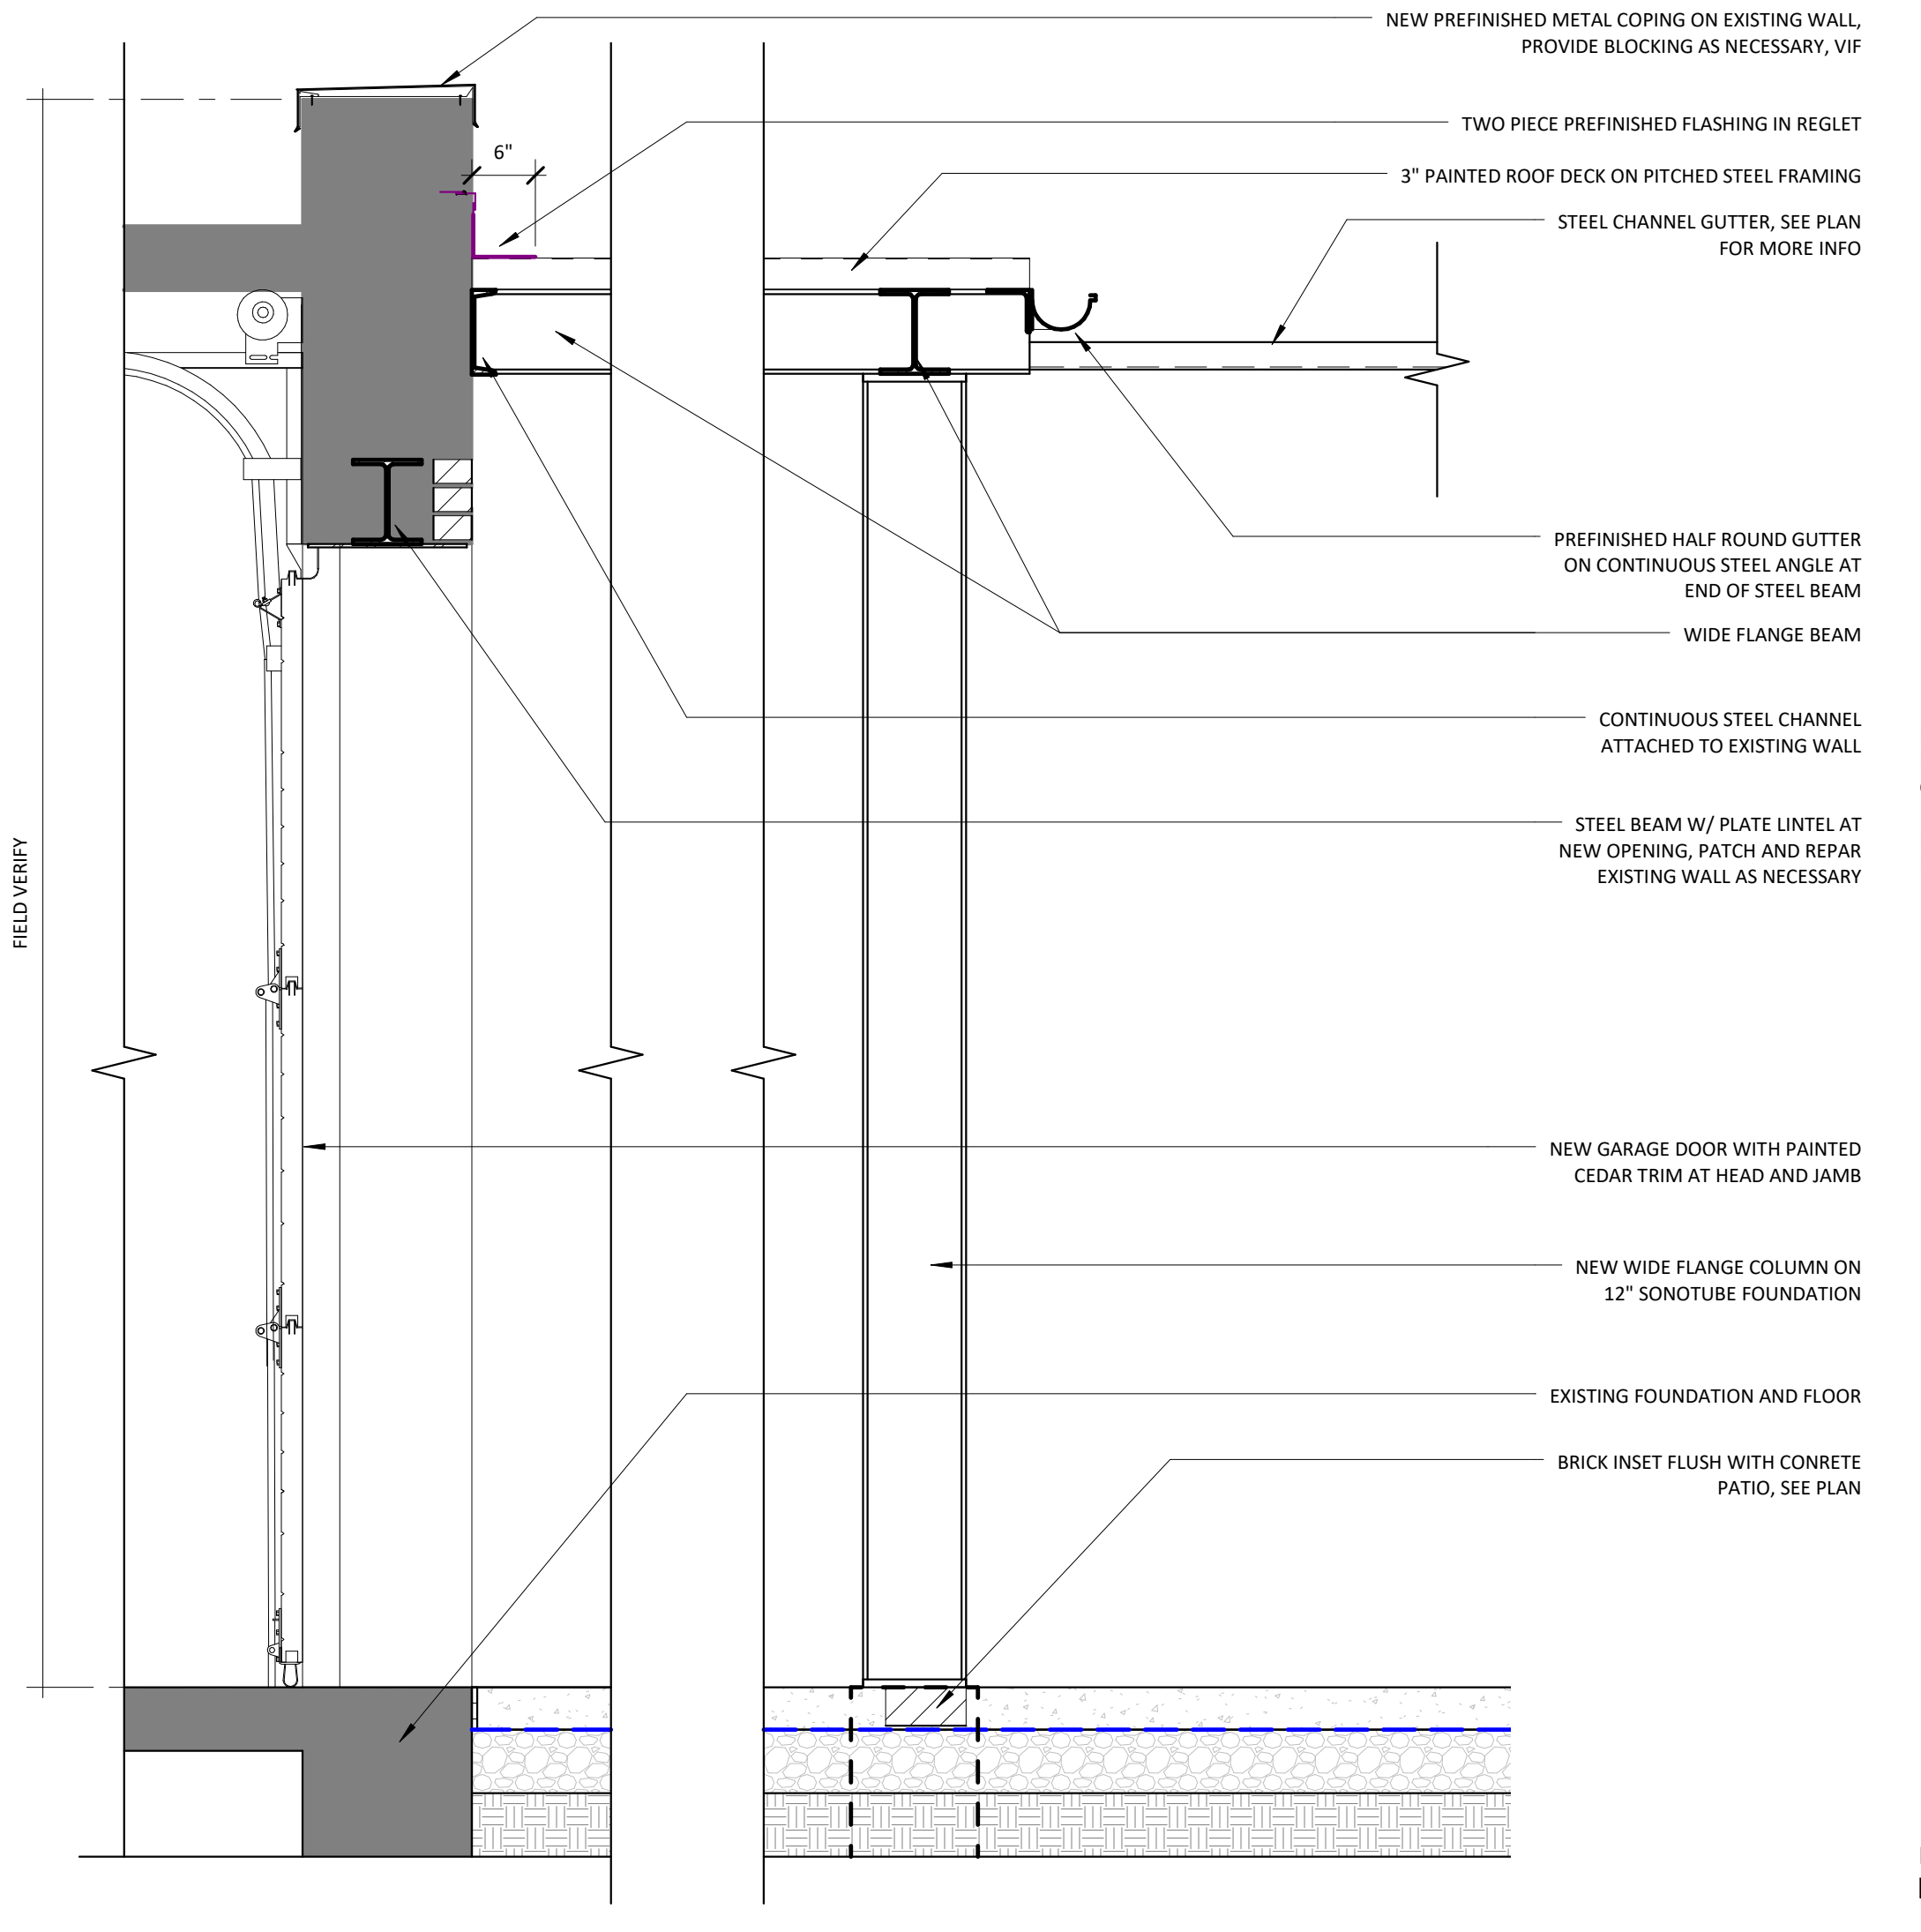 NEW PREFINISHED METAL COPING ON EXISTING WALL,
PROVIDE BLOCKING AS NECESSARY, VIF
TWO PIECE PREFINISHED FLASHING IN REGLET
6"
3" PAINTED ROOF DECK ON PITCHED STEEL FRAMING
STEEL CHANNEL GUTTER, SEE PLAN
FOR MORE INFO
PREFINISHED HALF ROUND GUTTER
ON CONTINUOUS STEEL ANGLE AT
END OF STEEL BEAM
WIDE FLANGE BEAM
CONTINUOUS STEEL CHANNEL
ATTACHED TO EXISTING WALL
STEEL BEAM W/ PLATE LINTEL AT
NEW OPENING, PATCH AND REPAR
EXISTING WALL AS NECESSARY
FIELD VERIFY
NEW GARAGE DOOR WITH PAINTED
CEDAR TRIM AT HEAD AND JAMB
NEW WIDE FLANGE COLUMN ON
12" SONOTUBE FOUNDATION
EXISTING FOUNDATION AND FLOOR
BRICK INSET FLUSH WITH CONRETE
PATIO, SEE PLAN